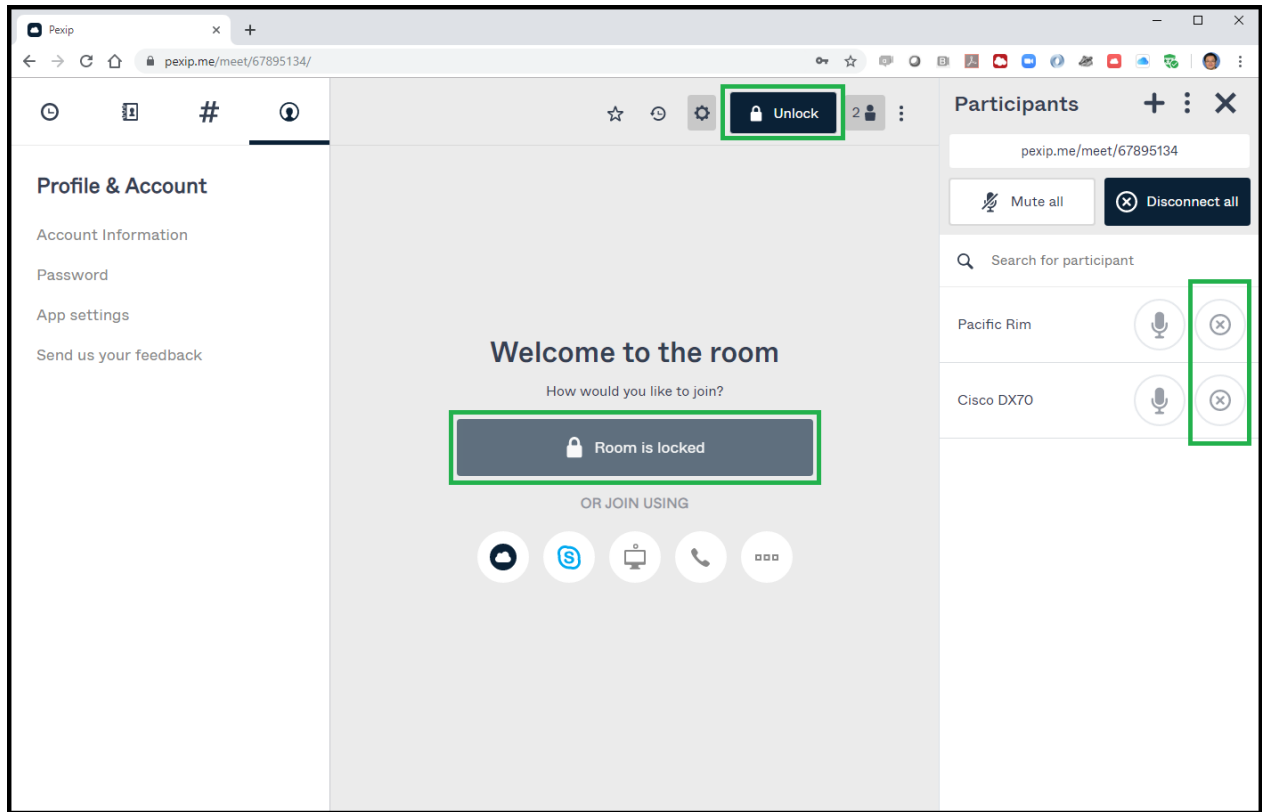 Pexip
pexip.me/meet/67895134/
#
Unlock
2
Participants
pexip.me/meet/67895134
Profile & Account
Mute all
Disconnect all
Account Information
Search for participant
Password
App settings
Pacific Rim
Send us your feedback
Welcome to the room
How would you like to join?
Cisco DX70
Room is locked
OR JOIN USING